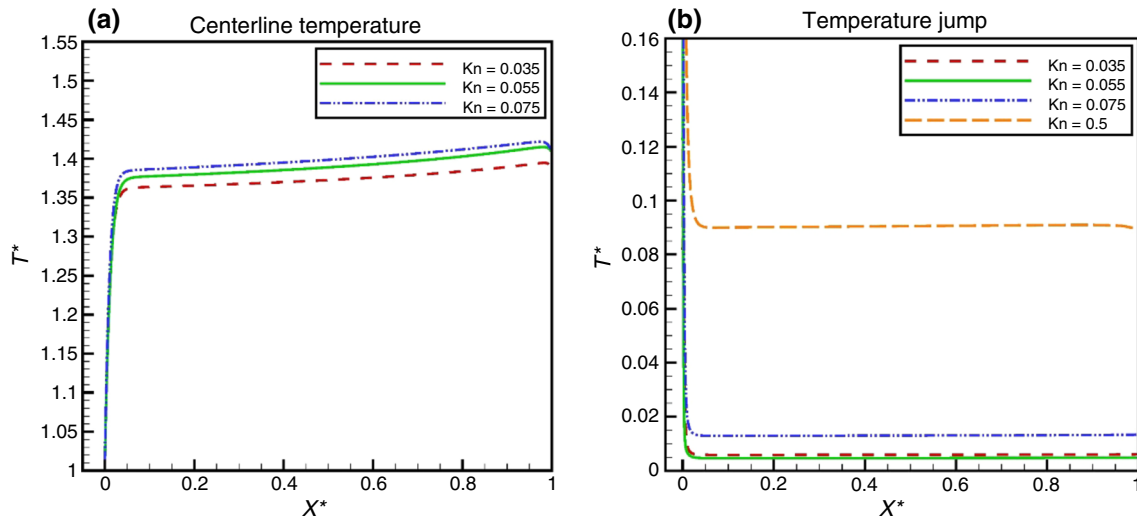 (a)
Centerline temperature
1.55
1.5
1.45
1.4
1.35
1.3
1.25
1.2
1.15
1.1
1.05
1
T*
Kn = 0.035
Kn = 0.055
Kn = 0.075
0 0.2 0.4 0.6 0.8 1
X*
(b)
Temperature jump
0.16
0.14
0.12
0.1
0.08
0.06
0.04
0.02
0
T*
Kn = 0.035
Kn = 0.055
Kn = 0.075
Kn = 0.5
0 0.2 0.4 0.6 0.8 1
X*